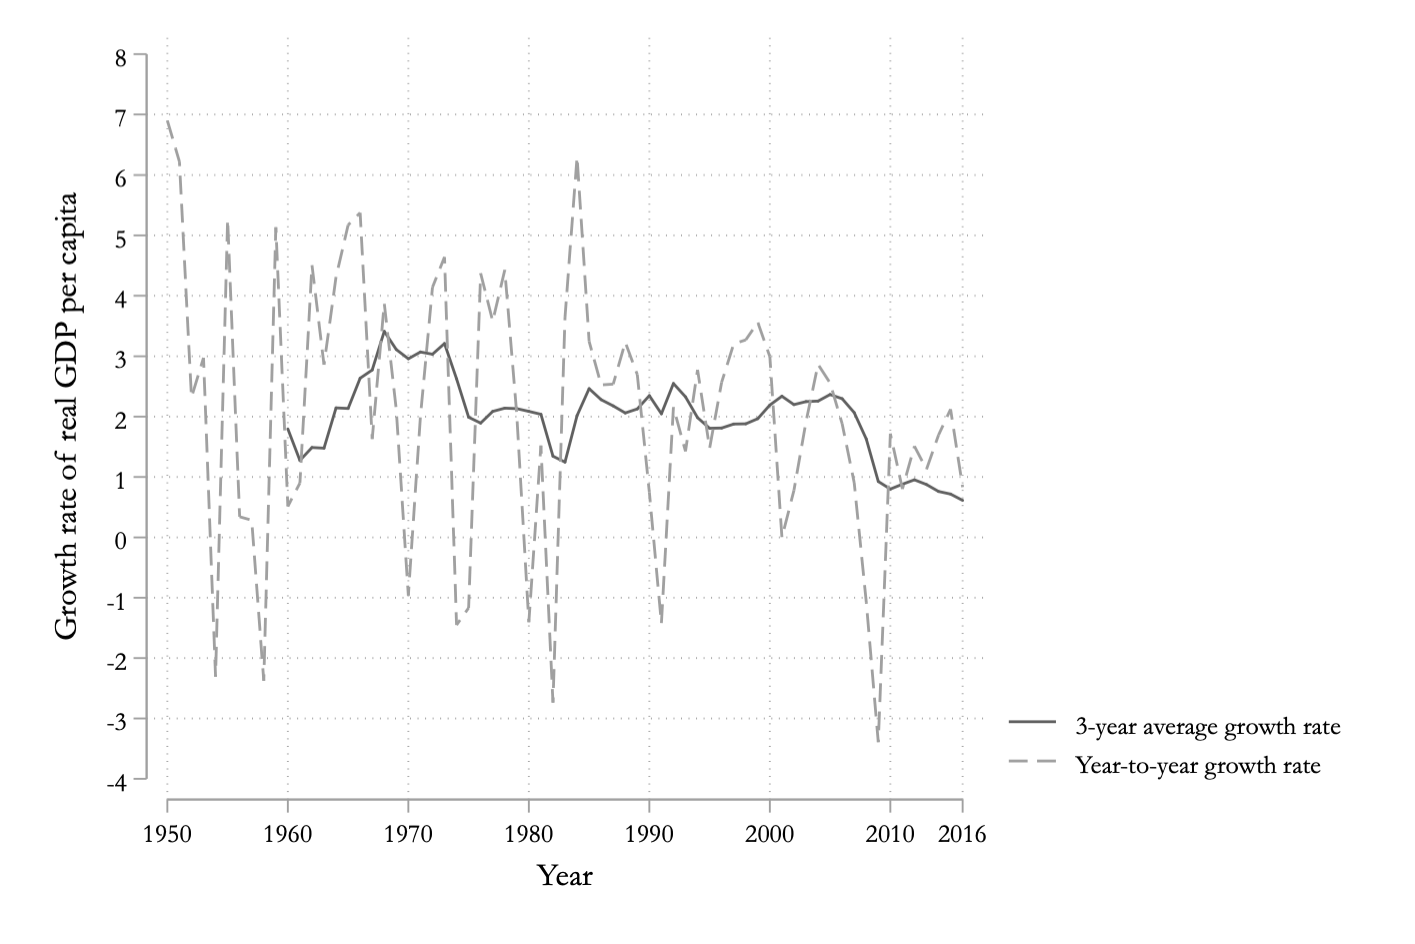 Growth rate of real GDP per capita
8
7
6
5
4
3
2
1
0
-1
-2
-3
-4
1950 1960 1970 1980 1990 2000 2010 2016
Year
3-year average growth rate
Year-to-year growth rate